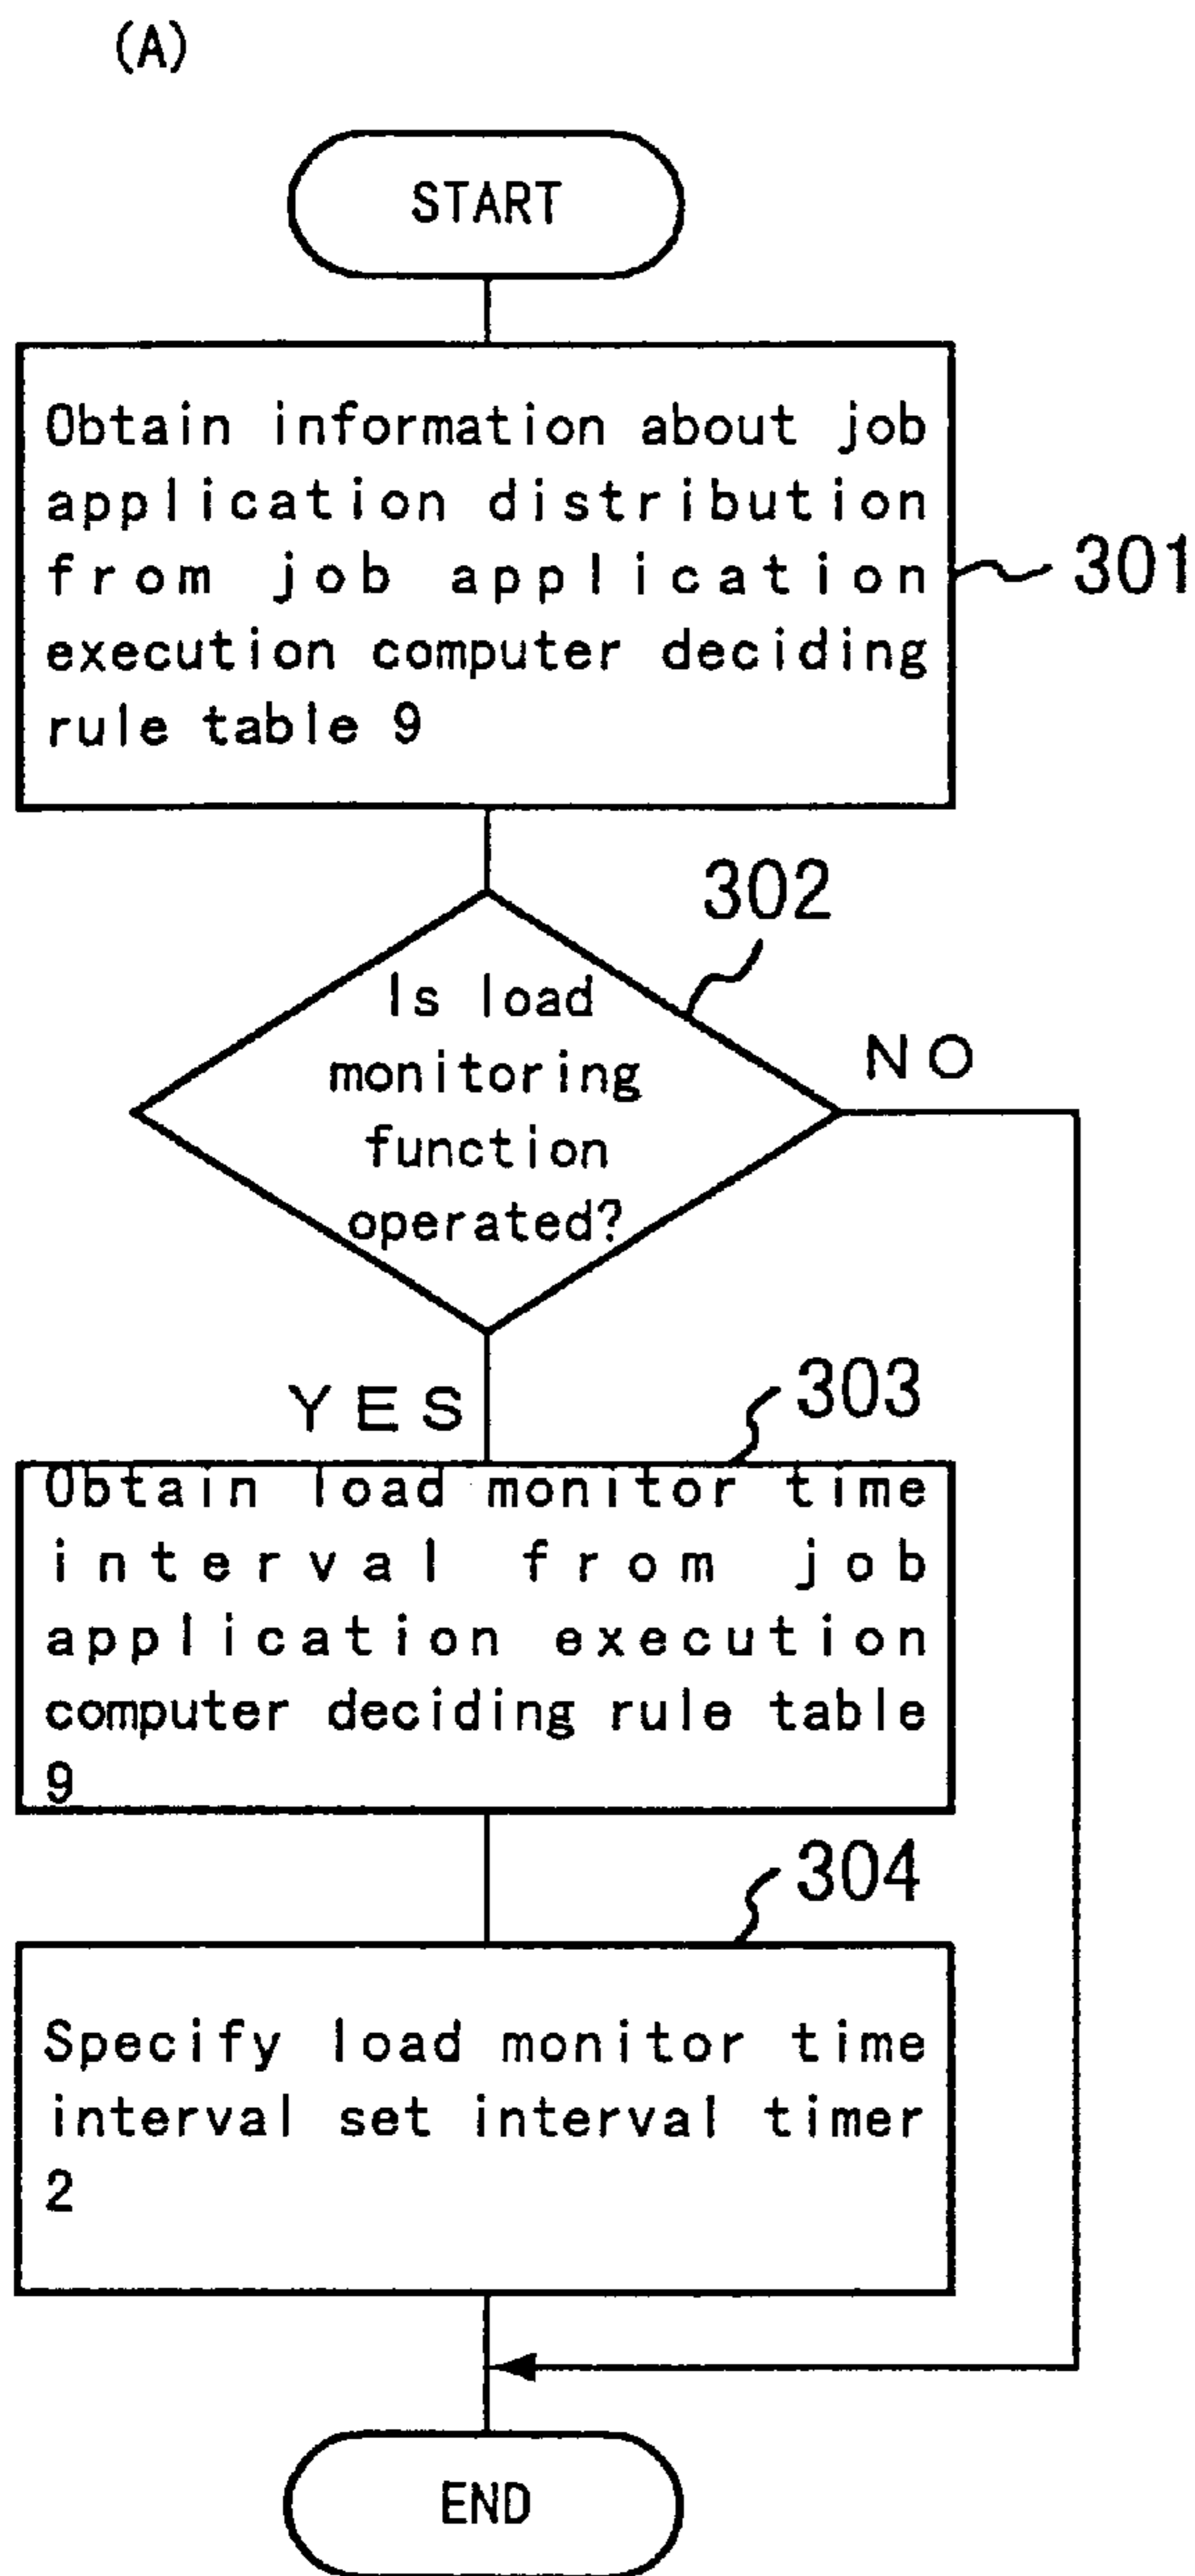 (A)
START
Obtain information about job
application distribution
from job application
execution computer deciding
rule table 9
301
302
Is load
monitoring
function
operated?
NO
YES
303
Obtain load monitor time
interval from job
application execution
computer deciding rule table
9
304
Specify load monitor time
interval set interval timer
2
END